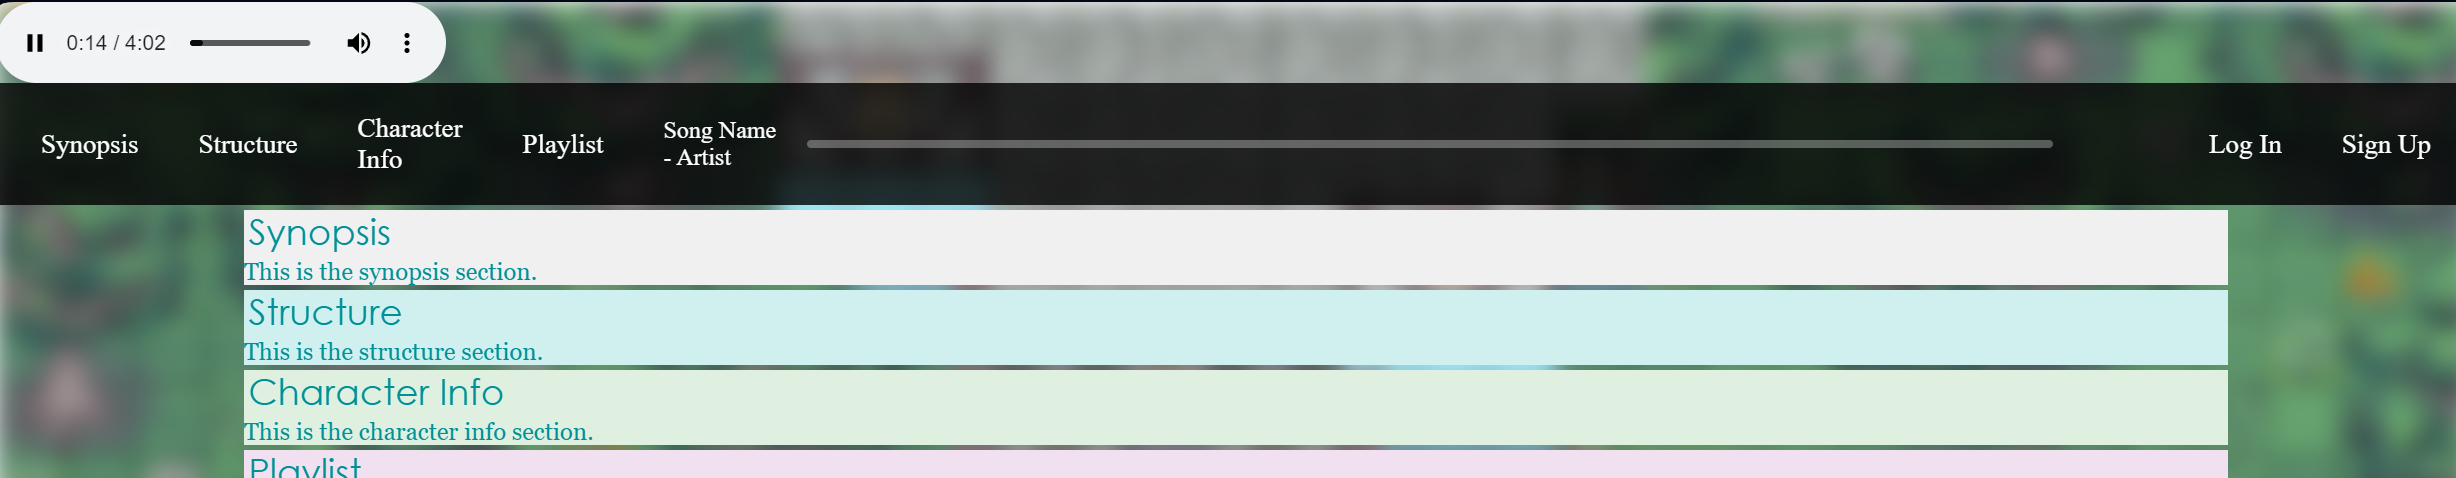 0:14 / 4:02
Synopsis
Structure
Character
Info
Playlist
Song Name
- Artist
Log In
Sign Up
Synopsis
This is the synopsis section.
Structure
This is the structure section.
Character Info
This is the character info section.
Playlist